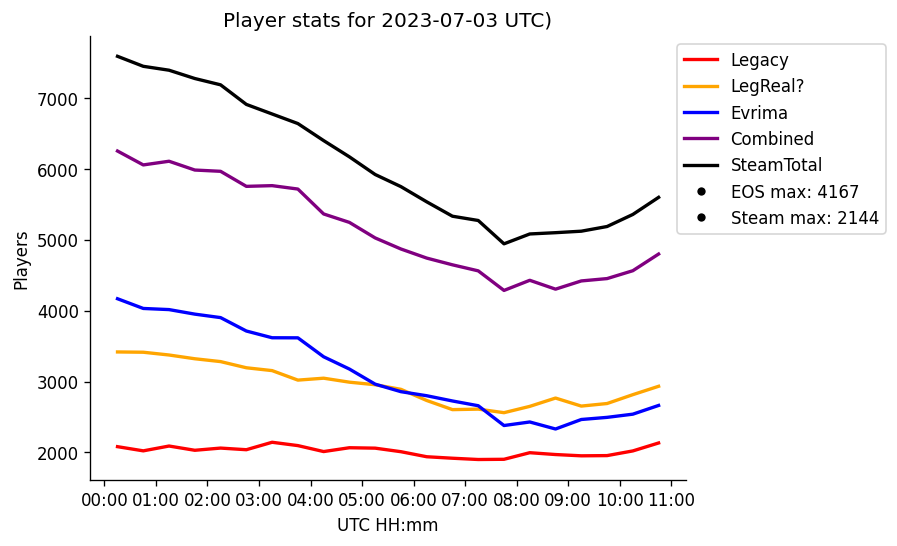 Player stats for 2023-07-03 UTC)
Legacy
LegReal?
Evrima
Combined
SteamTotal
EOS max: 4167
Steam max: 2144
Players
7000
6000
5000
4000
3000
2000
00:00 01:00 02:00 03:00 04:00 05:00 06:00 07:00 08:00 09:00 10:00 11:00
UTC HH:mm